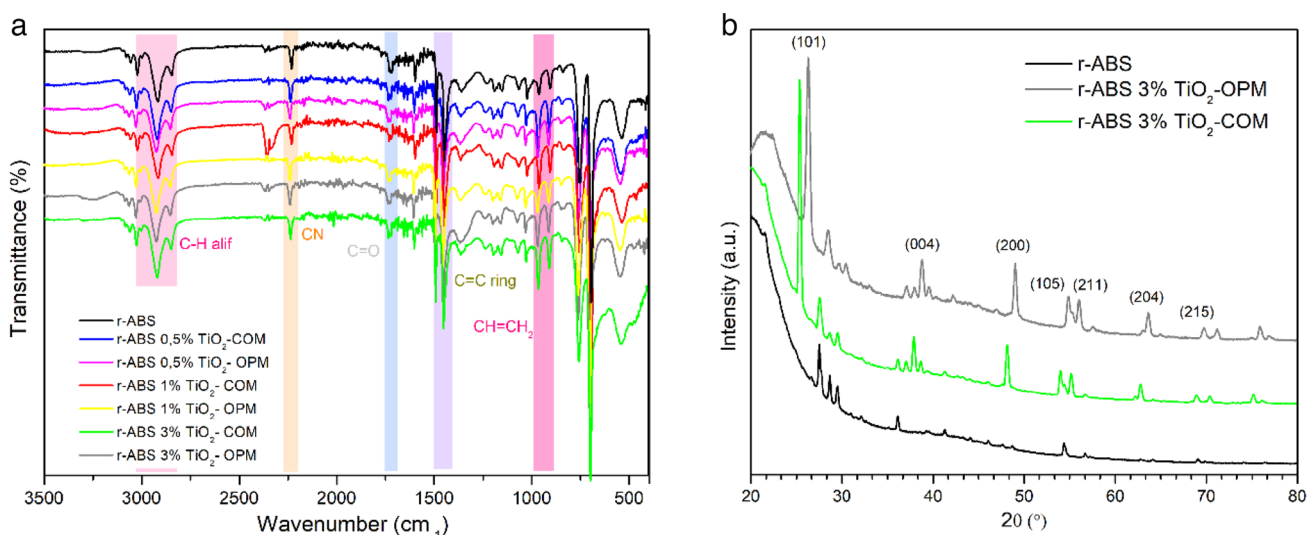 a
Transmittance (%)
C-H alif
CN
C=O
C=C ring
CH=CH₂
r-ABS
r-ABS 0,5% TiO₂-COM
r-ABS 0,5% TiO₂- OPM
r-ABS 1% TiO₂- COM
r-ABS 1% TiO₂- OPM
r-ABS 3% TiO₂-COM
r-ABS 3% TiO₂- OPM
3500 3000 2500 2000 1500 1000 500
Wavenumber (cm-1)
b
Intensity (a.u.)
(101)
(004)
(200)
(105)
(211)
(204)
(215)
r-ABS
r-ABS 3% TiO₂-OPM
r-ABS 3% TiO₂-COM
20 30 40 50 60 70 80
2θ (°)